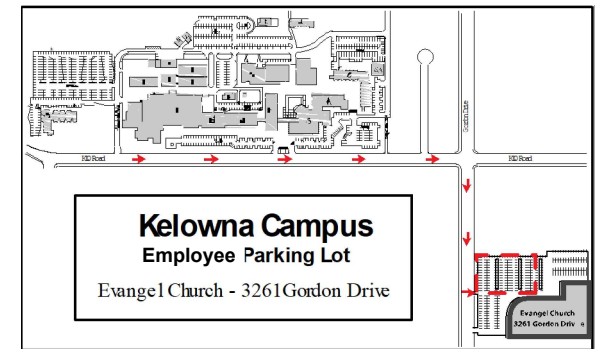 Gordon Drive
KLO Road
KLO Road
Kelowna Campus
Employee Parking Lot
Evangel Church - 3261Gordon Drive
Evangel Church
3261 Gordon Driv e